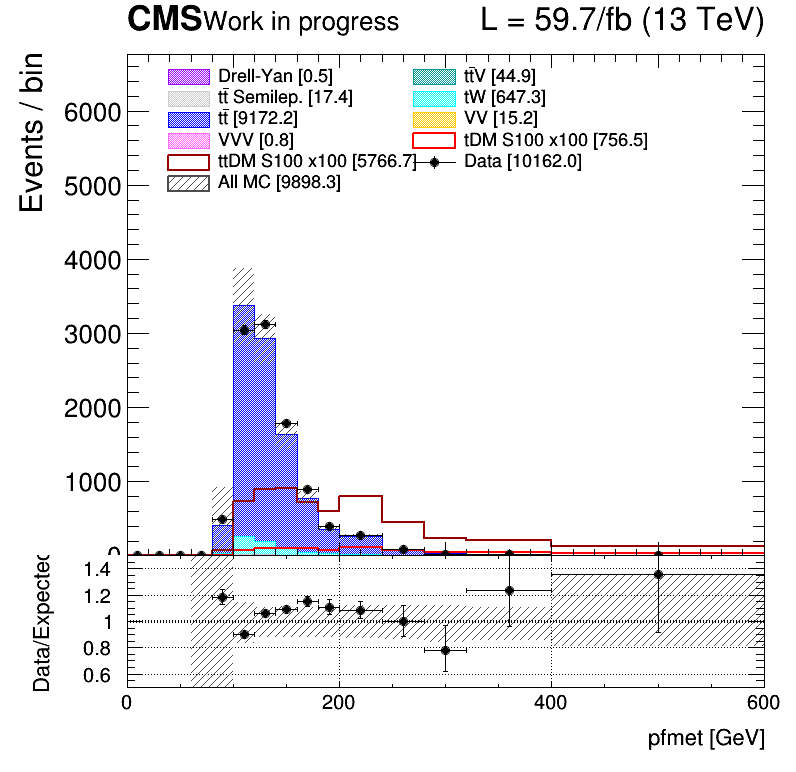 CMS Work in progress L = 59.7/fb (13 TeV)
Events / bin
Drell-Yan [0.5] tt̄V [44.9]
tt̄ Semilep. [17.4] tW [647.3]
tt̄ [9172.2] VV [15.2]
VVV [0.8] tDM S100 x100 [756.5]
ttDM S100 x100 [5766.7] Data [10162.0]
All MC [9898.3]
6000
5000
4000
3000
2000
1000
0
Data/Expected
1.4
1.2
1
0.8
0.6
0 200 400 600
pfmet [GeV]